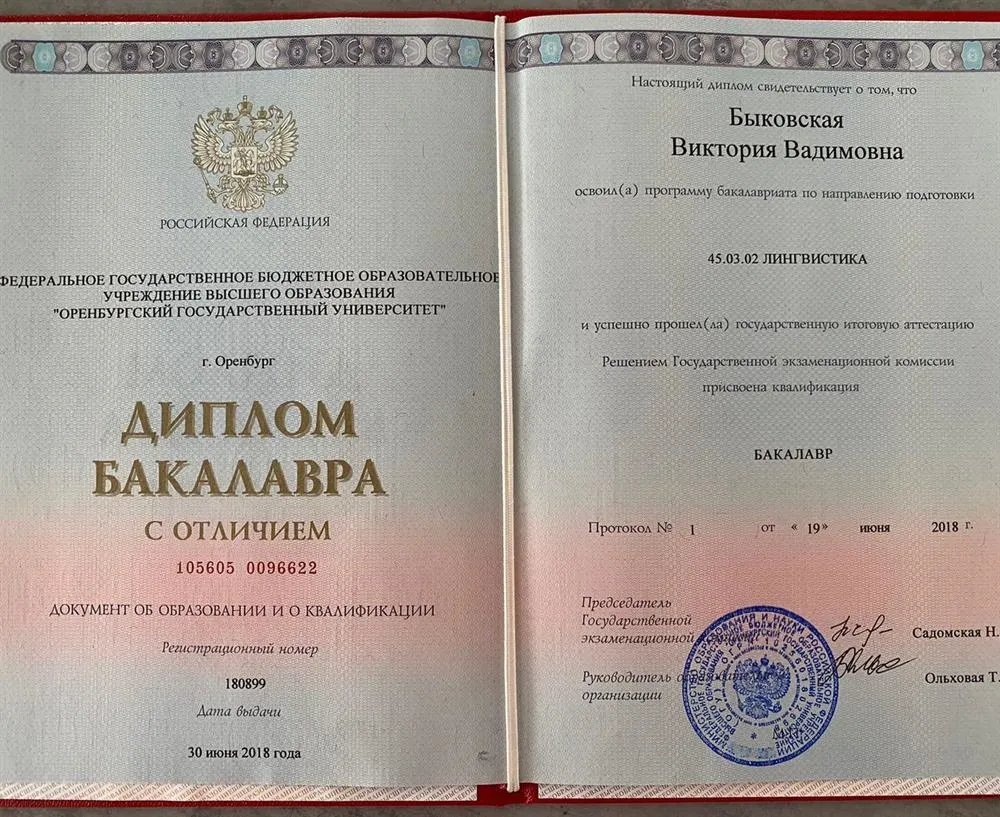 РОССИЙСКАЯ ФЕДЕРАЦИЯ
ФЕДЕРАЛЬНОЕ ГОСУДАРСТВЕННОЕ БЮДЖЕТНОЕ ОБРАЗОВАТЕЛЬНОЕ
УЧРЕЖДЕНИЕ ВЫСШЕГО ОБРАЗОВАНИЯ
"ОРЕНБУРГСКИЙ ГОСУДАРСТВЕННЫЙ УНИВЕРСИТЕТ"
г. Оренбург
ДИПЛОМ
БАКАЛАВРА
С ОТЛИЧИЕМ
105605 0096622
ДОКУМЕНТ ОБ ОБРАЗОВАНИИ И О КВАЛИФИКАЦИИ
Регистрационный номер
180899
Дата выдачи
30 июня 2018 года
Настоящий диплом свидетельствует о том, что
Быковская
Виктория Вадимовна
освоил(а) программу бакалавриата по направлению подготовки
45.03.02 ЛИНГВИСТИКА
и успешно прошел(ла) государственную итоговую аттестацию
Решением Государственной экзаменационной комиссии
присвоена квалификация
БАКАЛАВР
Протокол № 1 от « 19 » июня 2018 г.
Председатель
Государственной
экзаменационной
Садомская Н.
Руководитель
организации
Ольховая Т.